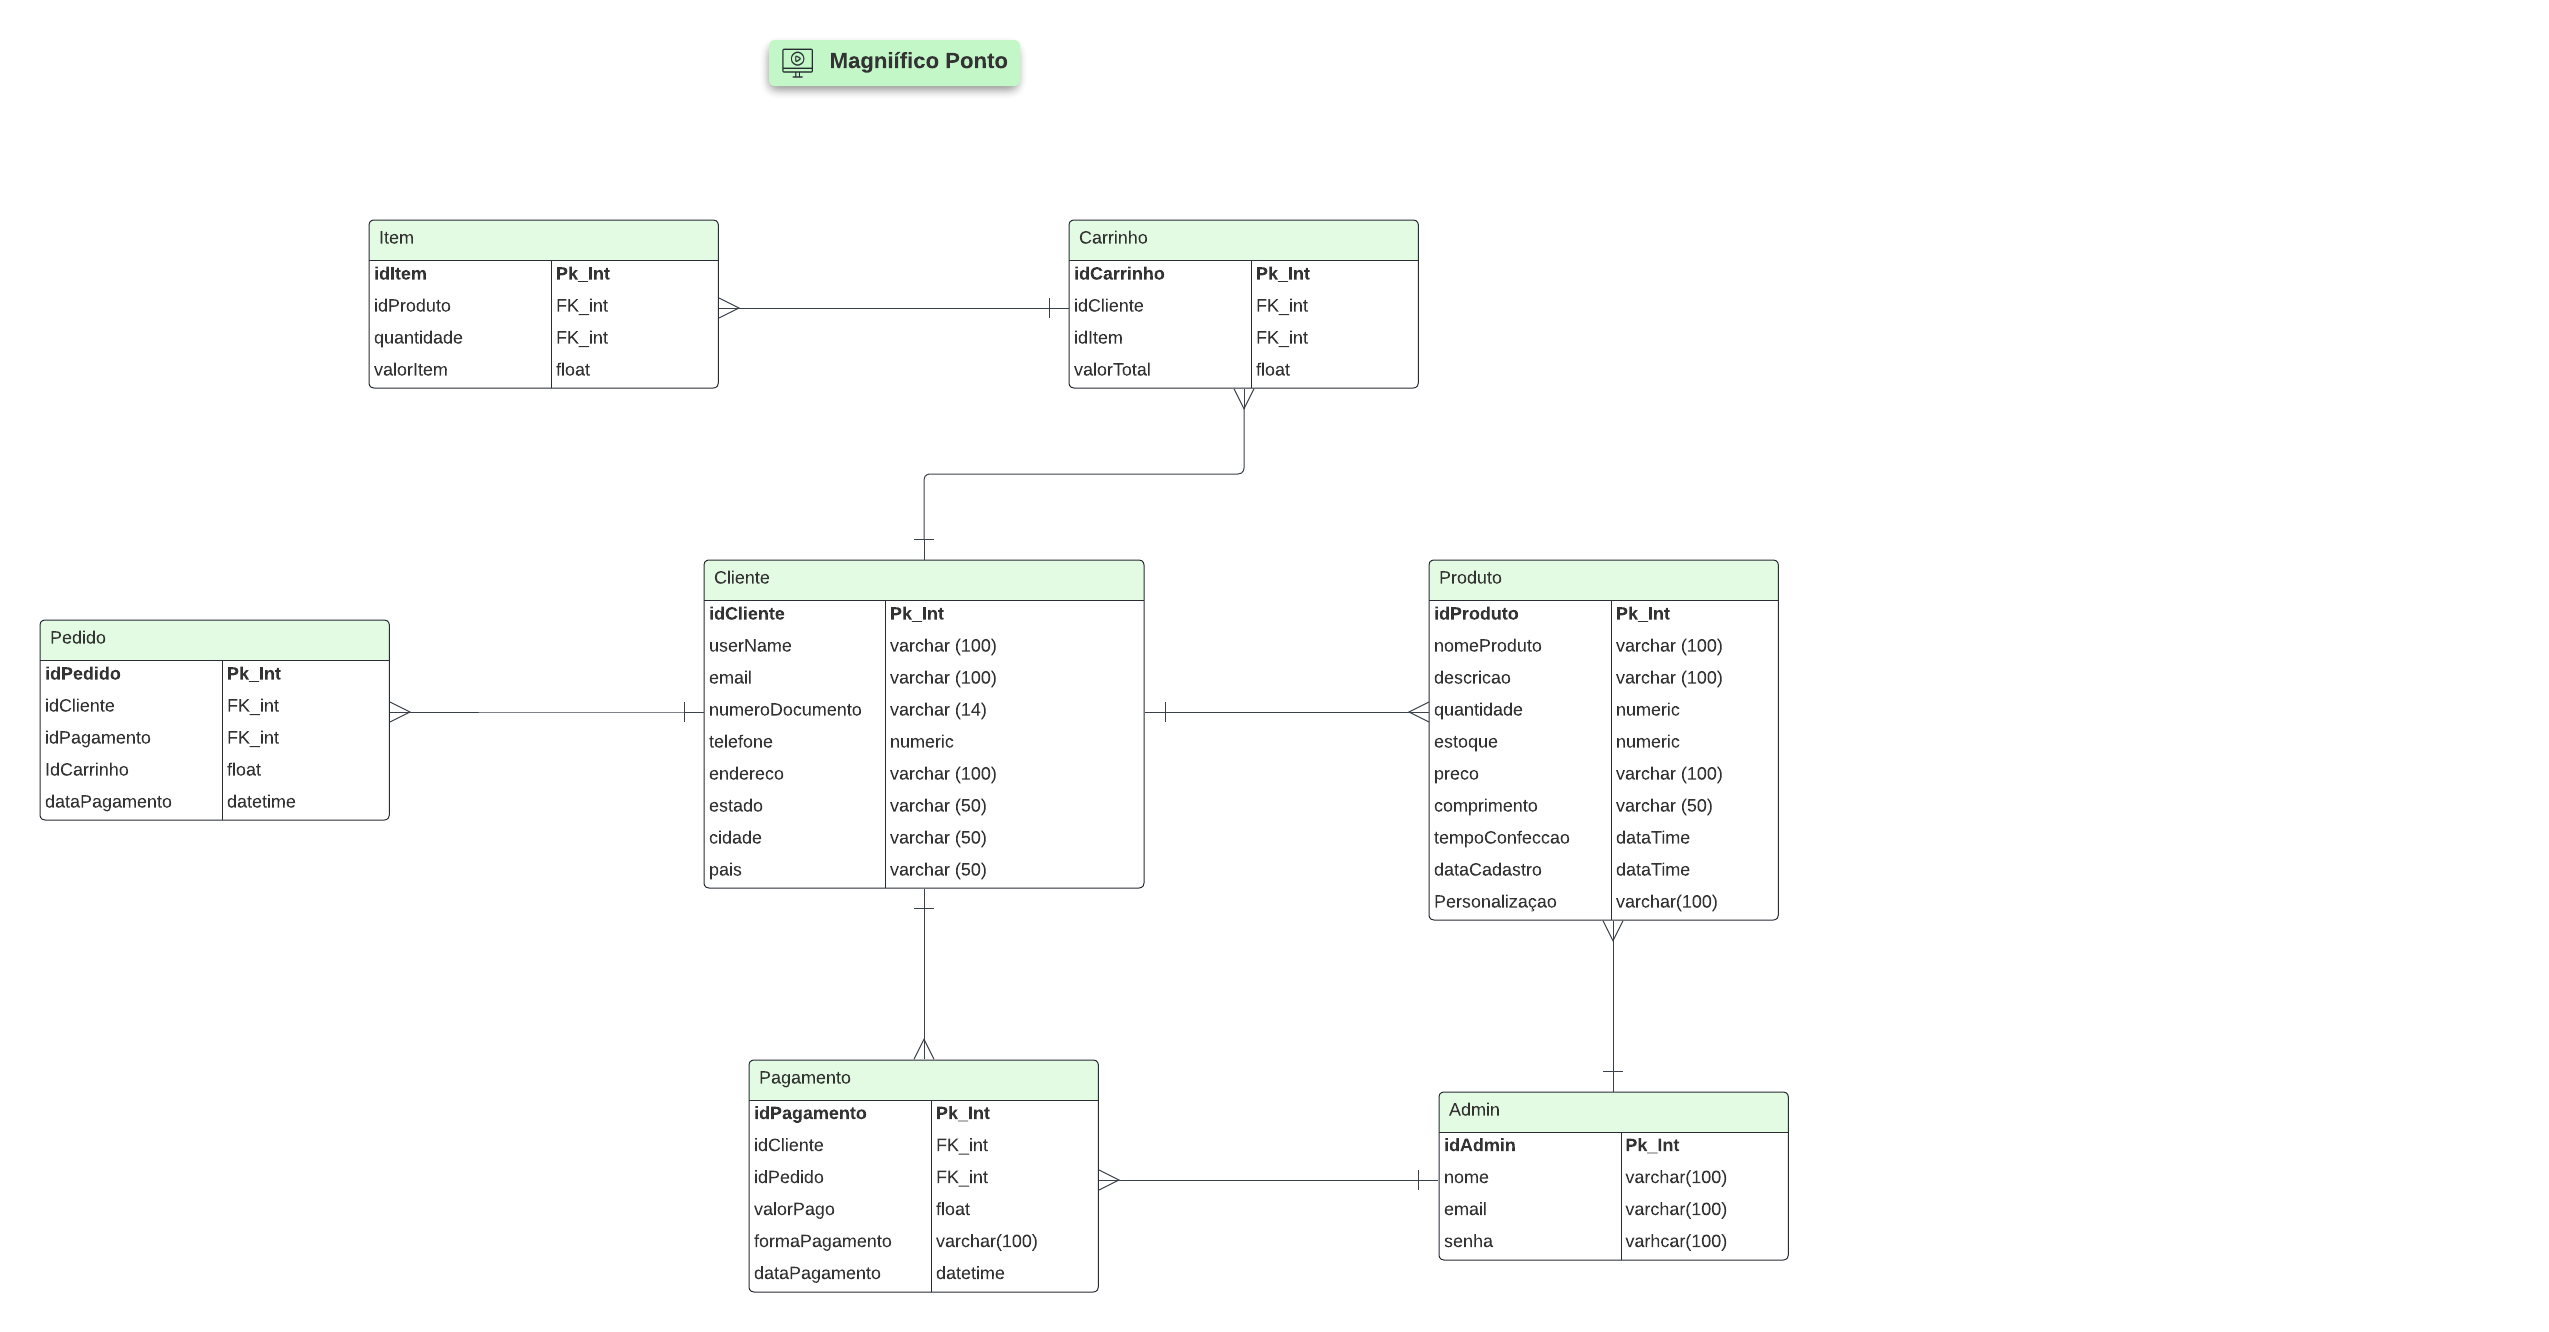 Magniífico Ponto
Item
idItem Pk_Int
idProduto FK_int
quantidade FK_int
valorItem float
Carrinho
idCarrinho Pk_Int
idCliente FK_int
idItem FK_int
valorTotal float
Cliente
idCliente Pk_Int
userName varchar (100)
email varchar (100)
numeroDocumento varchar (14)
telefone numeric
endereco varchar (100)
estado varchar (50)
cidade varchar (50)
pais varchar (50)
Produto
idProduto Pk_Int
nomeProduto varchar (100)
descricao varchar (100)
quantidade numeric
estoque numeric
preco varchar (100)
comprimento varchar (50)
tempoConfeccao dataTime
dataCadastro dataTime
Personalizaçao varchar(100)
Pedido
idPedido Pk_Int
idCliente FK_int
idPagamento FK_int
IdCarrinho float
dataPagamento datetime
Pagamento
idPagamento Pk_Int
idCliente FK_int
idPedido FK_int
valorPago float
formaPagamento varchar(100)
dataPagamento datetime
Admin
idAdmin Pk_Int
nome varchar(100)
email varchar(100)
senha varhcar(100)